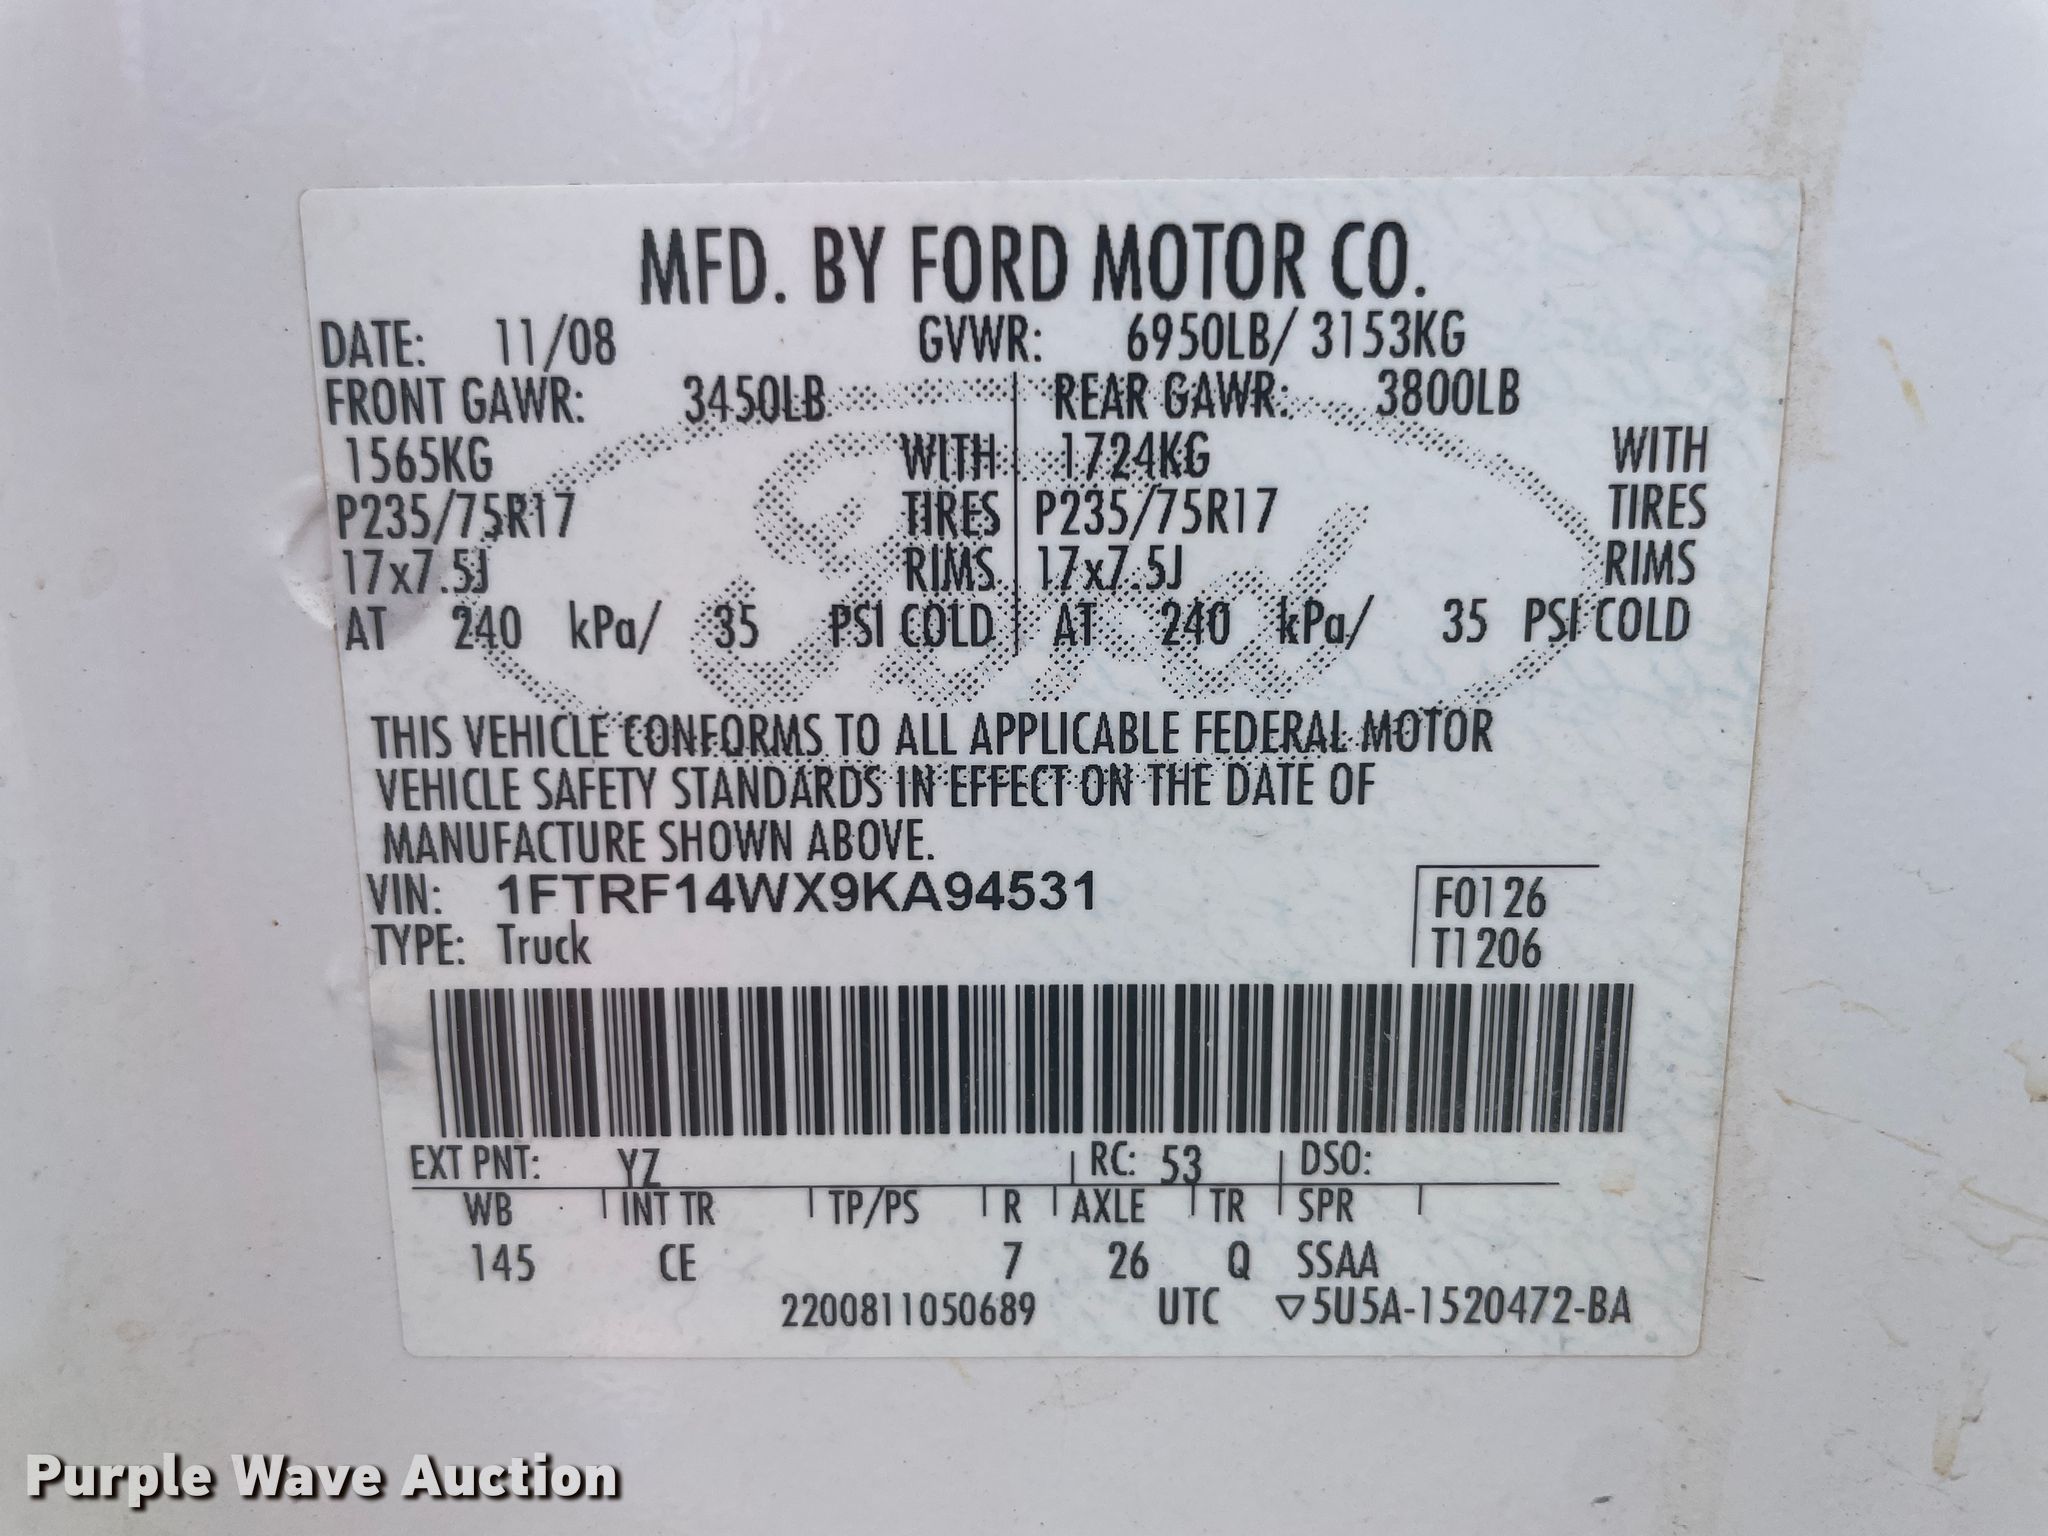 MFD. BY FORD MOTOR CO.
DATE: 11/08 GVWR: 6950LB/ 3153KG
FRONT GAWR: 3450LB REAR GAWR: 3800LB
1565KG WITH 1724KG WITH
P235/75R17 TIRES P235/75R17 TIRES
17x7.5J RIMS 17x7.5J RIMS
AT 240 kPa/ 35 PSI COLD AT 240 kPa/ 35 PSI COLD
Ford
THIS VEHICLE CONFORMS TO ALL APPLICABLE FEDERAL MOTOR
VEHICLE SAFETY STANDARDS IN EFFECT ON THE DATE OF
MANUFACTURE SHOWN ABOVE.
VIN: 1FTRF14WX9KA94531 F0126
TYPE: Truck T1206
EXT PNT: YZ RC: 53 DSO:
WB INT TR TP/PS R AXLE TR SPR
145 CE 7 26 Q SSAA
2200811050689 UTC ▽5U5A-1520472-BA
Purple Wave Auction